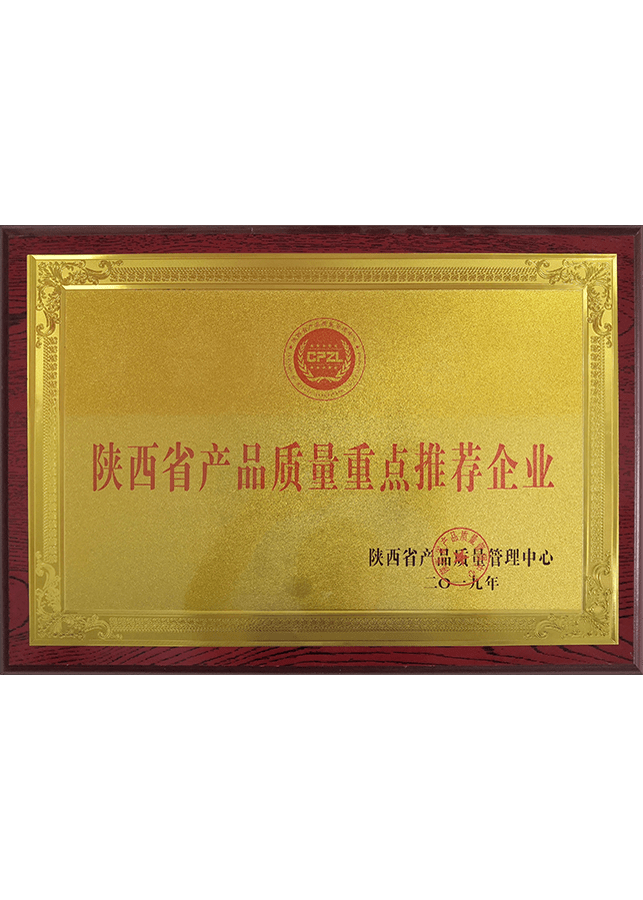 CPZL
陕西省产品质量重点推荐企业
陕西省产品质量管理中心
二〇一九年